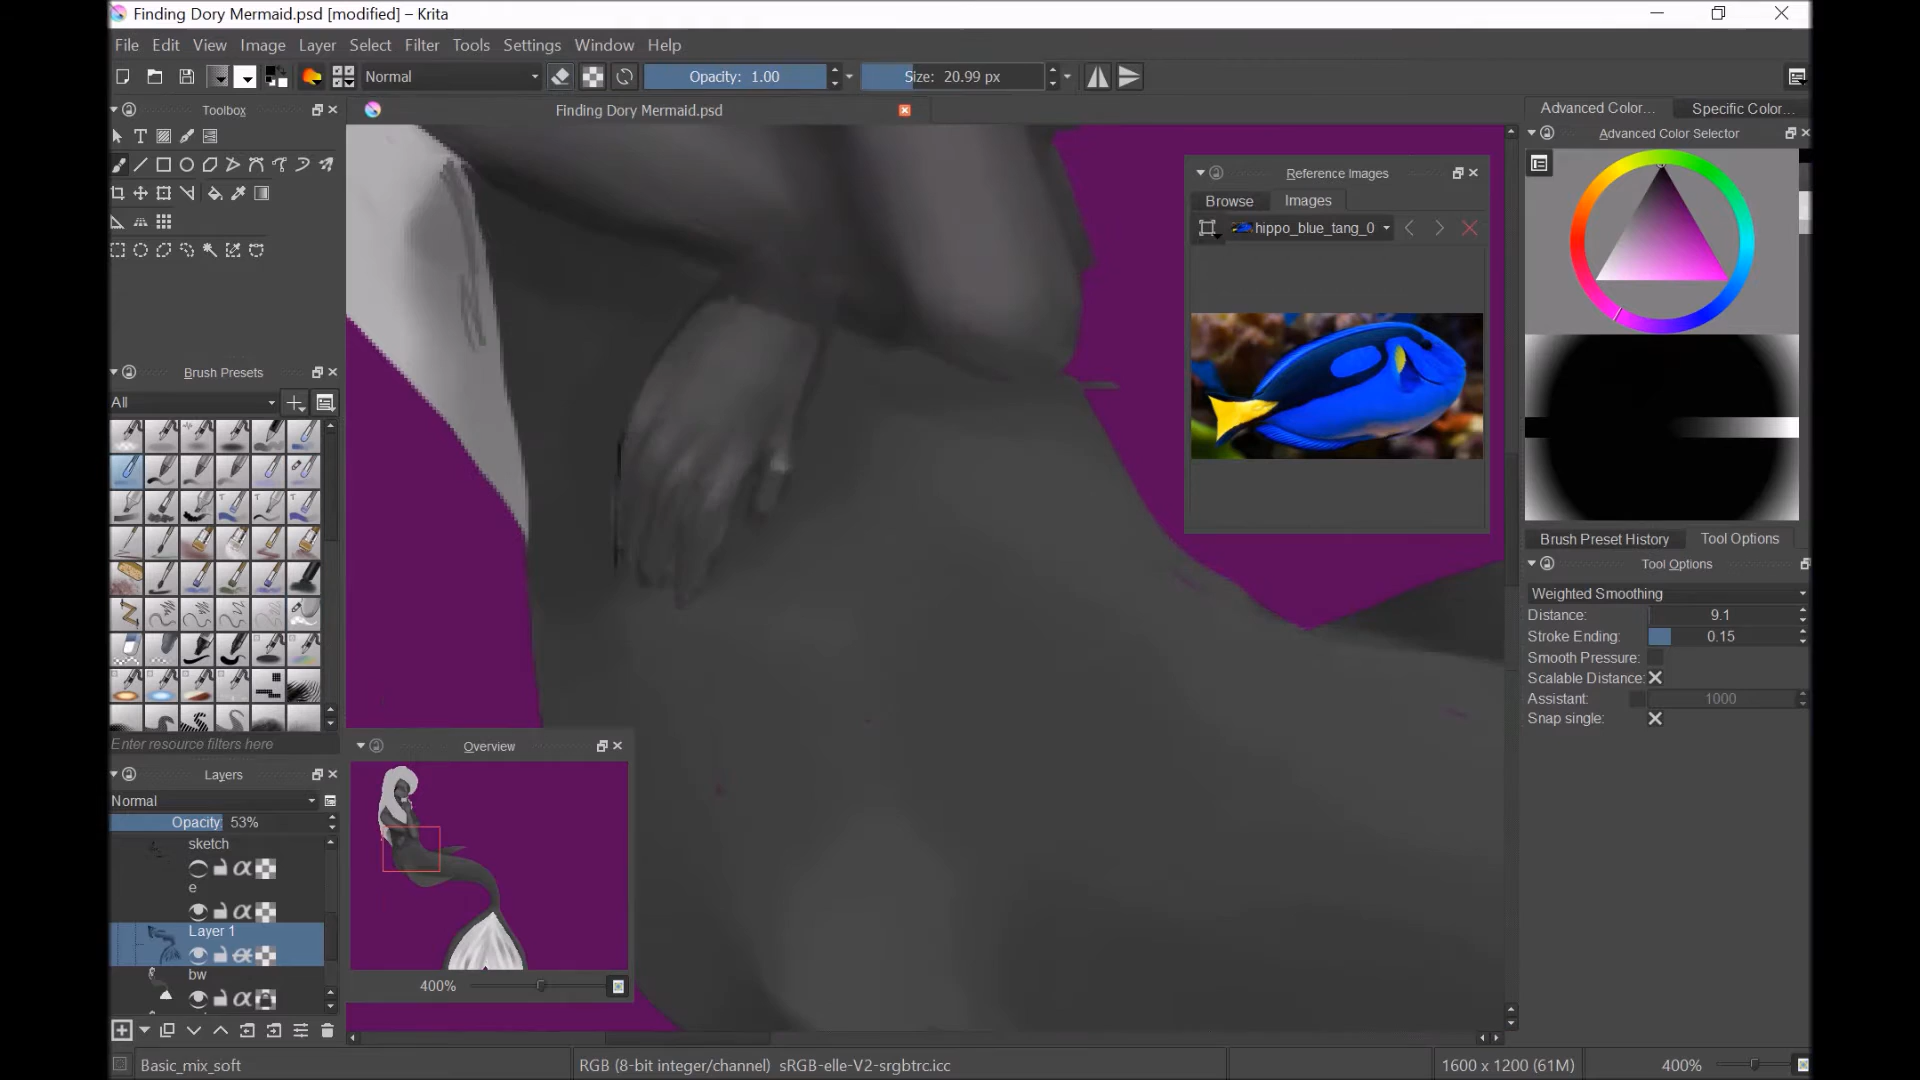 Finding Dory Mermaid.psd [modified] – Krita
File Edit View Image Layer Select Filter Tools Settings Window Help
Normal
Opacity: 1.00
Size: 20.99 px
Toolbox
Finding Dory Mermaid.psd
Advanced Color...
Specific Color...
Advanced Color Selector
Reference Images
Browse
Images
hippo_blue_tang_0
Brush Presets
All
Brush Preset History
Tool Options
Tool Options
Weighted Smoothing
Distance: 9.1
Stroke Ending: 0.15
Smooth Pressure:
Scalable Distance:
Assistant: 1000
Snap single:
Enter resource filters here
Layers
Normal
Opacity: 53%
sketch
e
Layer 1
bw
Overview
400%
Basic_mix_soft
RGB (8-bit integer/channel) sRGB-elle-V2-srgbtrc.icc
1600 x 1200 (61M)
400%